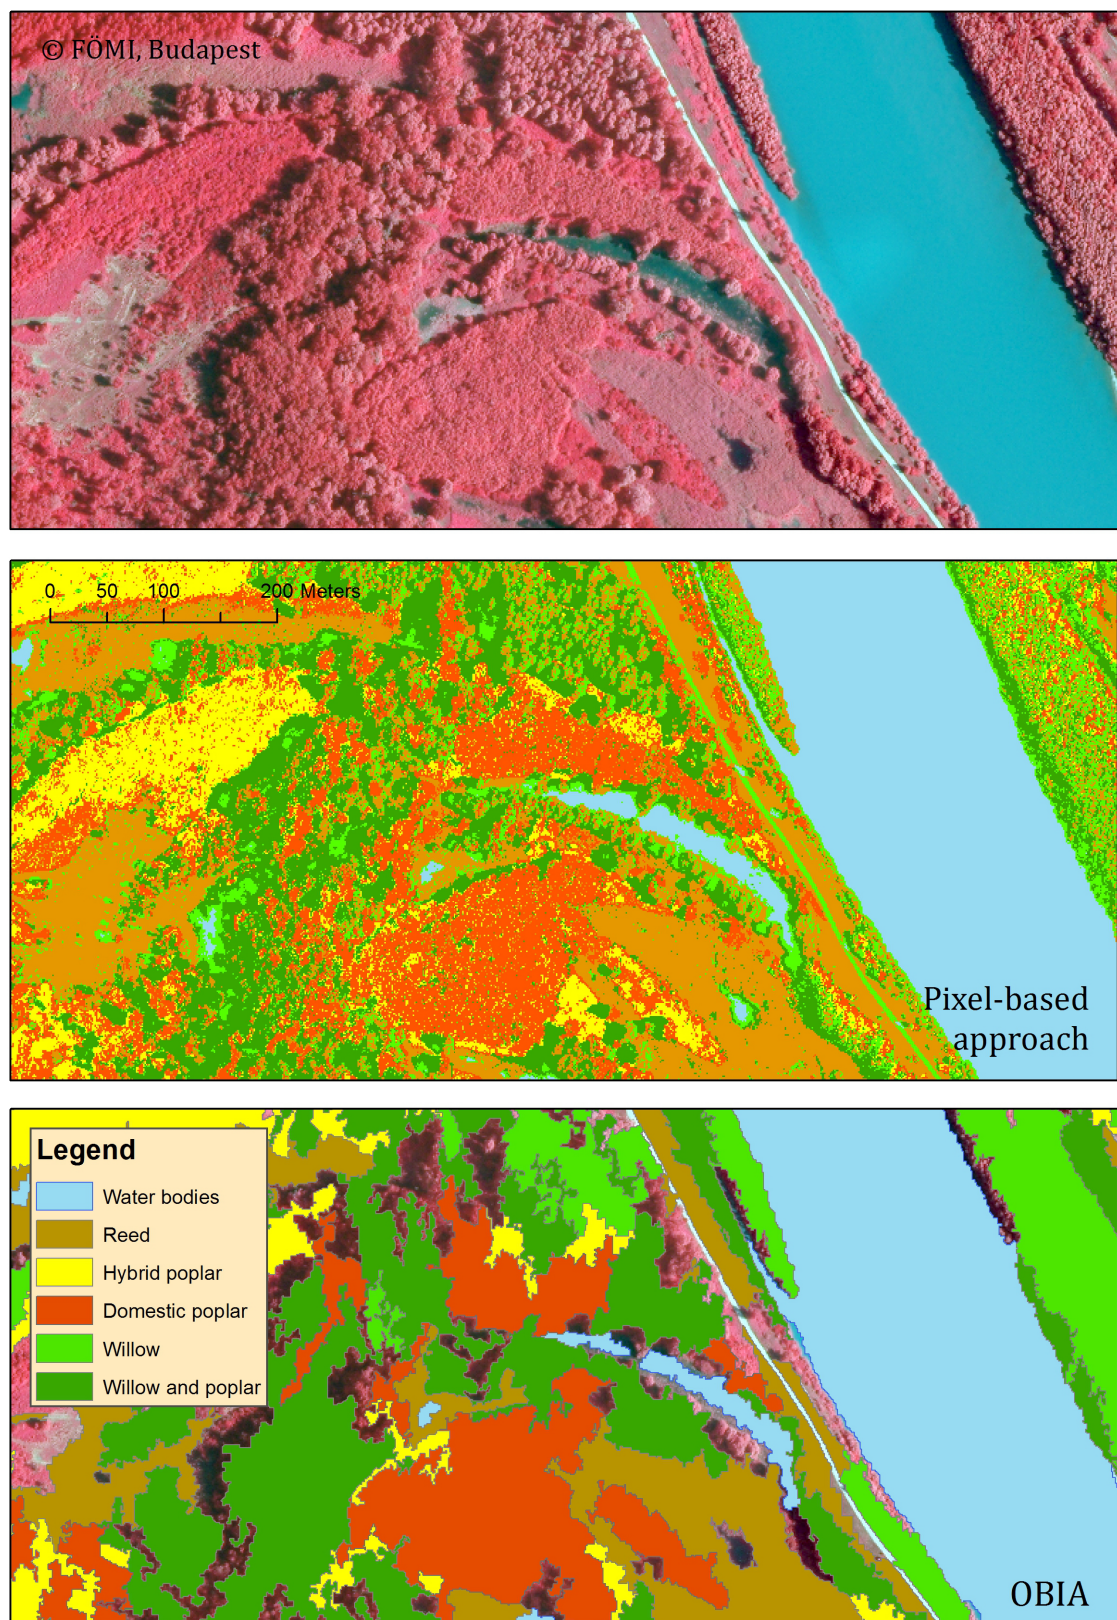 © FÖMI, Budapest
0 50 100 200 Meters
Pixel-based
approach
Legend
Water bodies
Reed
Hybrid poplar
Domestic poplar
Willow
Willow and poplar
OBIA